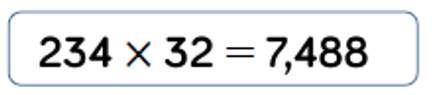 234 × 32 = 7,488